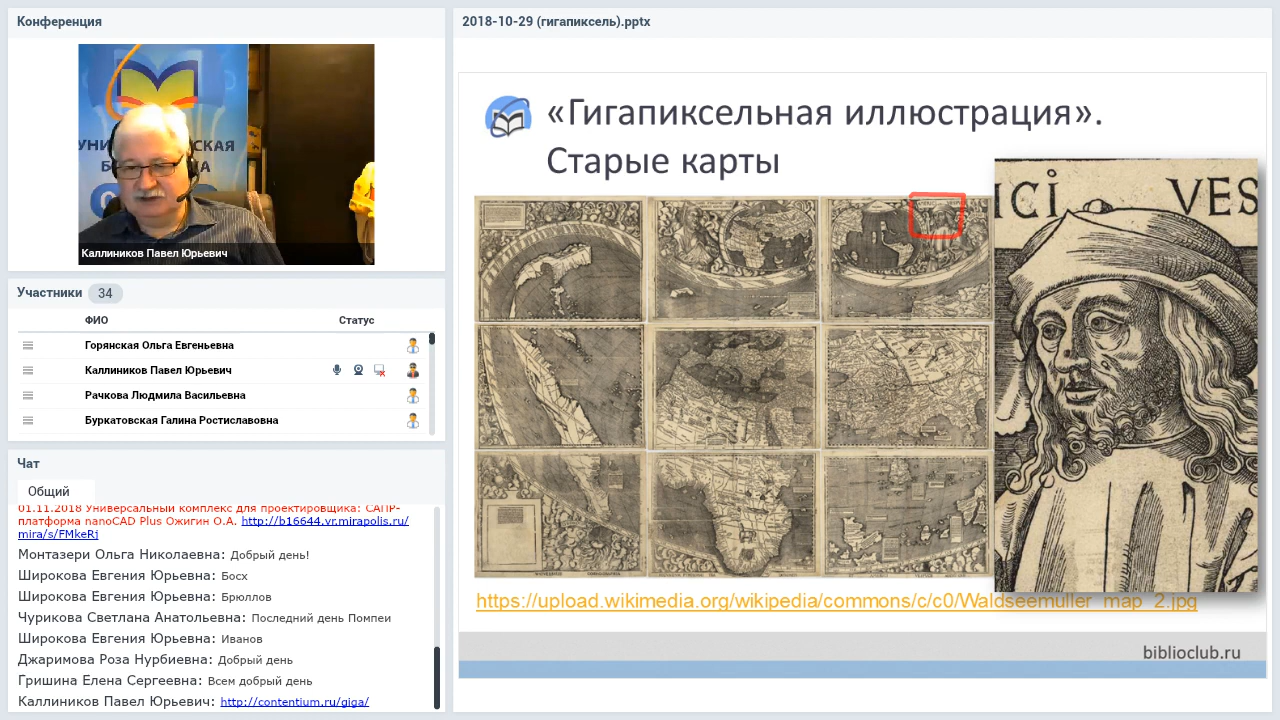 Конференция
УНИ
СКАЯ
Каллиников Павел Юрьевич
Участники 34
ФИО Статус
Горянская Ольга Евгеньевна
Каллиников Павел Юрьевич
Рачкова Людмила Васильевна
Буркатовская Галина Ростиславовна
Чат
Общий
01.11.2018 Универсальный комплекс для проектировщика: САПР-
платформа nanoCAD Plus Ожигин О.А. http://b16644.vr.mirapolis.ru/
mira/s/FMkeRj
Монтазери Ольга Николаевна: Добрый день!
Широкова Евгения Юрьевна: Босх
Широкова Евгения Юрьевна: Брюллов
Чурикова Светлана Анатольевна: Последний день Помпеи
Широкова Евгения Юрьевна: Иванов
Джаримова Роза Нурбиевна: Добрый день
Гришина Елена Сергеевна: Всем добрый день
Каллиников Павел Юрьевич: http://contentium.ru/giga/
2018-10-29 (гигапиксель).pptx
«Гигапиксельная иллюстрация».
Старые карты
ICI VES
https://upload.wikimedia.org/wikipedia/commons/c/c0/Waldseemuller_map_2.jpg
biblioclub.ru